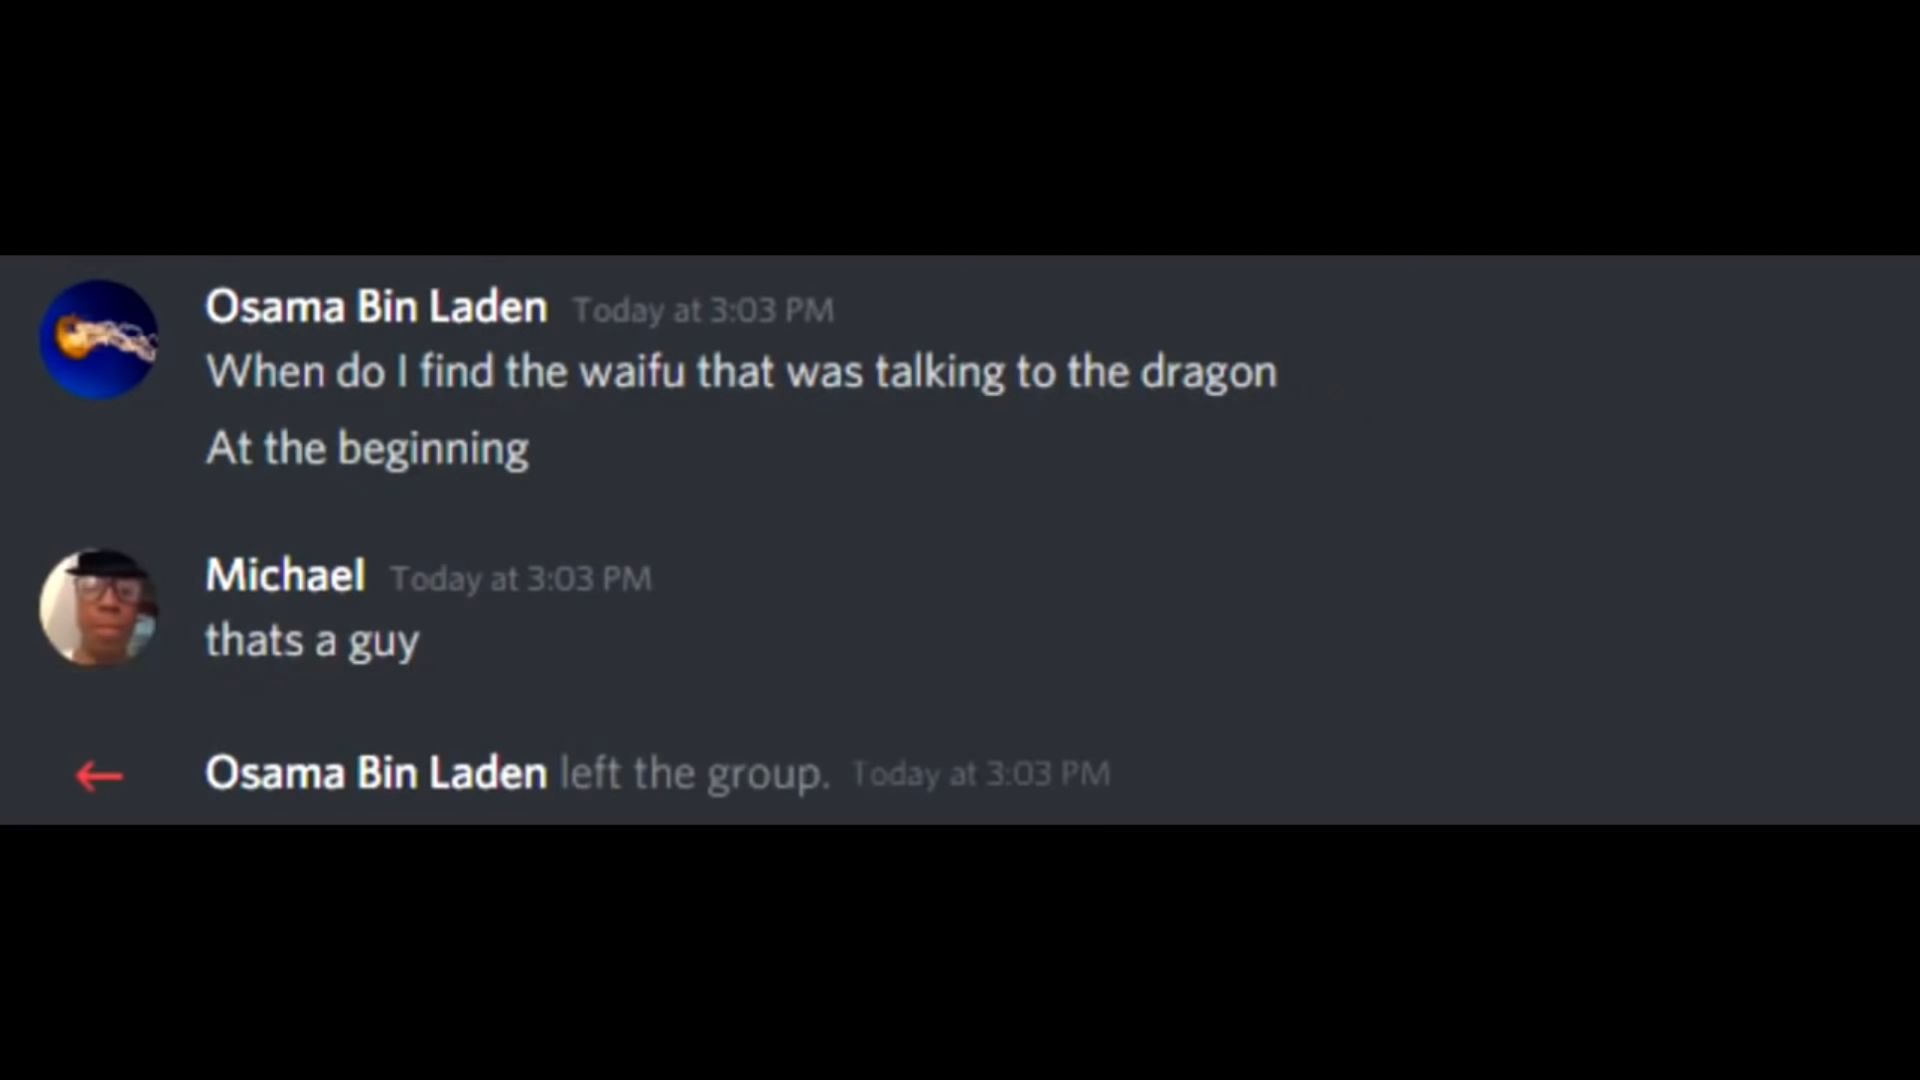 Osama Bin Laden Today at 3:03 PM
When do I find the waifu that was talking to the dragon
At the beginning
Michael Today at 3:03 PM
thats a guy
Osama Bin Laden left the group. Today at 3:03 PM